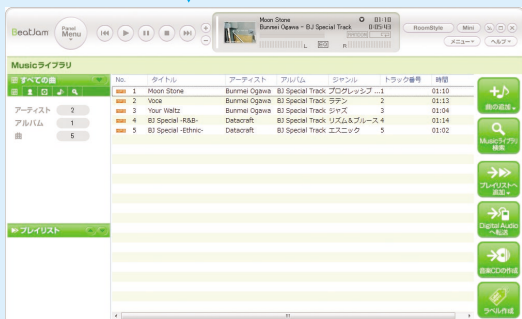 BeatJam
Panel
Menu
Moon Stone 01:10
Bunmei Ogawa - BJ Special Track 0:05:43
L EQ R
RoomStyle
Mini
メニュー
ヘルプ
Musicライブラリ
すべての曲
アーティスト 2
アルバム 1
曲 5
プレイリスト
No. タイトル アーティスト アルバム ジャンル トラック番号 時間
1 Moon Stone Bunmei Ogawa BJ Special Track プログレッシブ... 1 01:10
2 Voce Bunmei Ogawa BJ Special Track ラテン 2 01:13
3 Your Waltz Bunmei Ogawa BJ Special Track ジャズ 3 01:04
4 BJ Special -R&B- Datacraft BJ Special Track リズム&ブルース 4 01:14
5 BJ Special -Ethnic- Datacraft BJ Special Track エスニック 5 01:02
曲の追加
Musicライブラリ
検索
プレイリストへ
追加
Digital Audio
へ転送
音楽CDの作成
ラベル作成